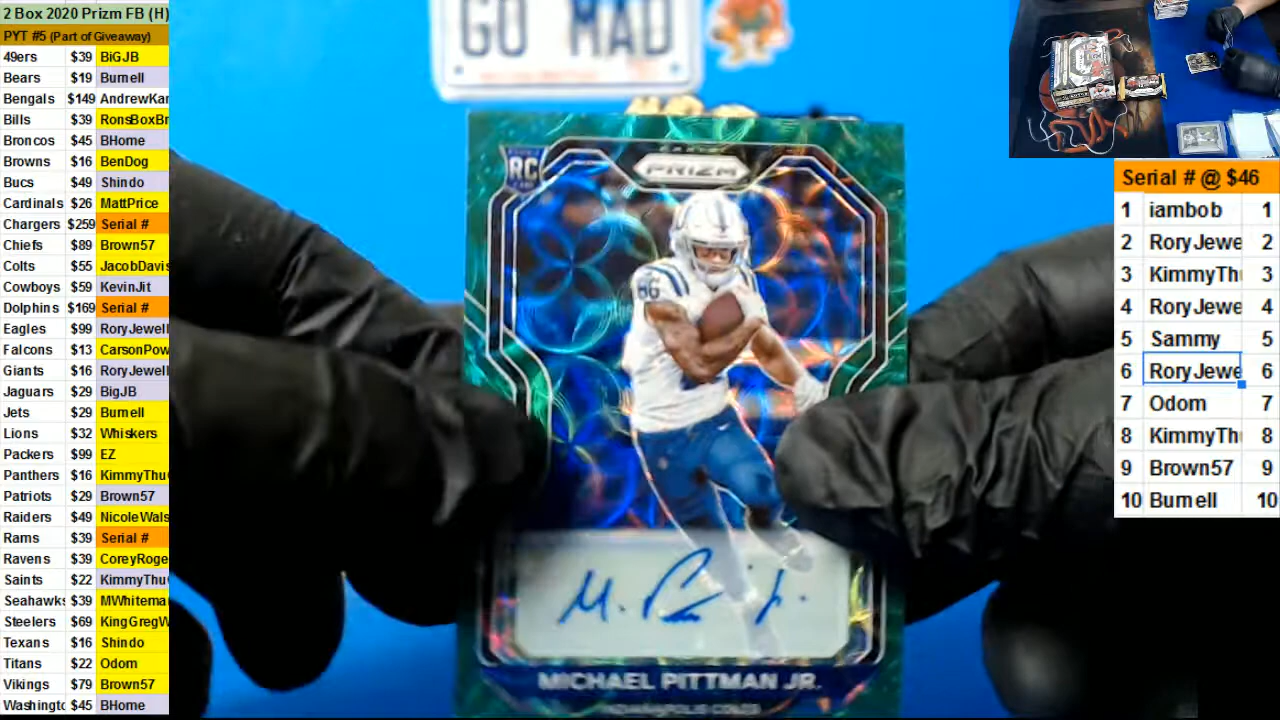 2 Box 2020 Prizm FB (H)
PYT #5 (Part of Giveaway)
49ers $39 BiGJB
Bears $19 Burnell
Bengals $149 AndrewKar
Bills $39 RonsBoxBr
Broncos $45 BHome
Browns $16 BenDog
Bucs $49 Shindo
Cardinals $26 MattPrice
Chargers $259 Serial #
Chiefs $89 Brown57
Colts $55 JacobDavis
Cowboys $59 KevinJit
Dolphins $169 Serial #
Eagles $99 RoryJewell
Falcons $13 CarsonPow
Giants $16 RoryJewell
Jaguars $29 BigJB
Jets $29 Burnell
Lions $32 Whiskers
Packers $99 EZ
Panthers $16 KimmyThu
Patriots $29 Brown57
Raiders $49 NicoleWals
Rams $39 Serial #
Ravens $39 CoreyRoge
Saints $22 KimmyThu
Seahawks $39 MWhitema
Steelers $69 KingGregW
Texans $16 Shindo
Titans $22 Odom
Vikings $79 Brown57
Washingto $45 BHome
GO MAD
RC
PRIZM
86
M. P Jr.
MICHAEL PITTMAN JR.
INDIANAPOLIS COLTS
Serial # @ $46
1 iambob 1
2 RoryJewe 2
3 KimmyTh 3
4 RoryJewe 4
5 Sammy 5
6 RoryJewe 6
7 Odom 7
8 KimmyTh 8
9 Brown57 9
10 Burnell 10